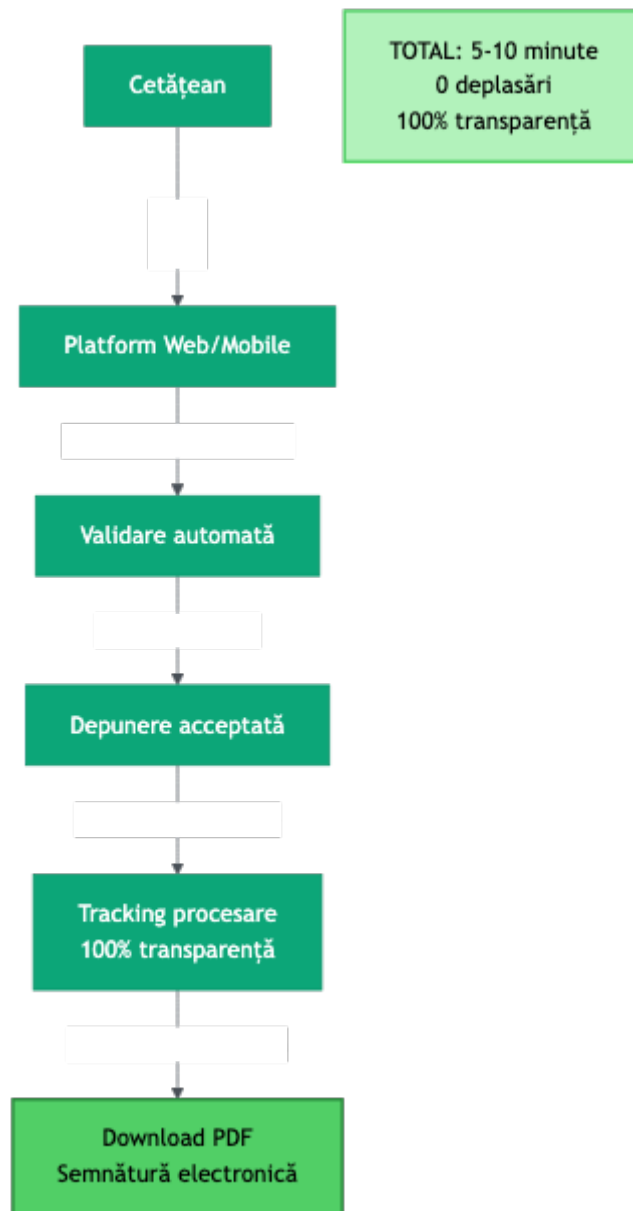 Cetățean
TOTAL: 5-10 minute
0 deplasări
100% transparență
Platform Web/Mobile
Validare automată
Depunere acceptată
Tracking procesare
100% transparență
Download PDF
Semnătură electronică